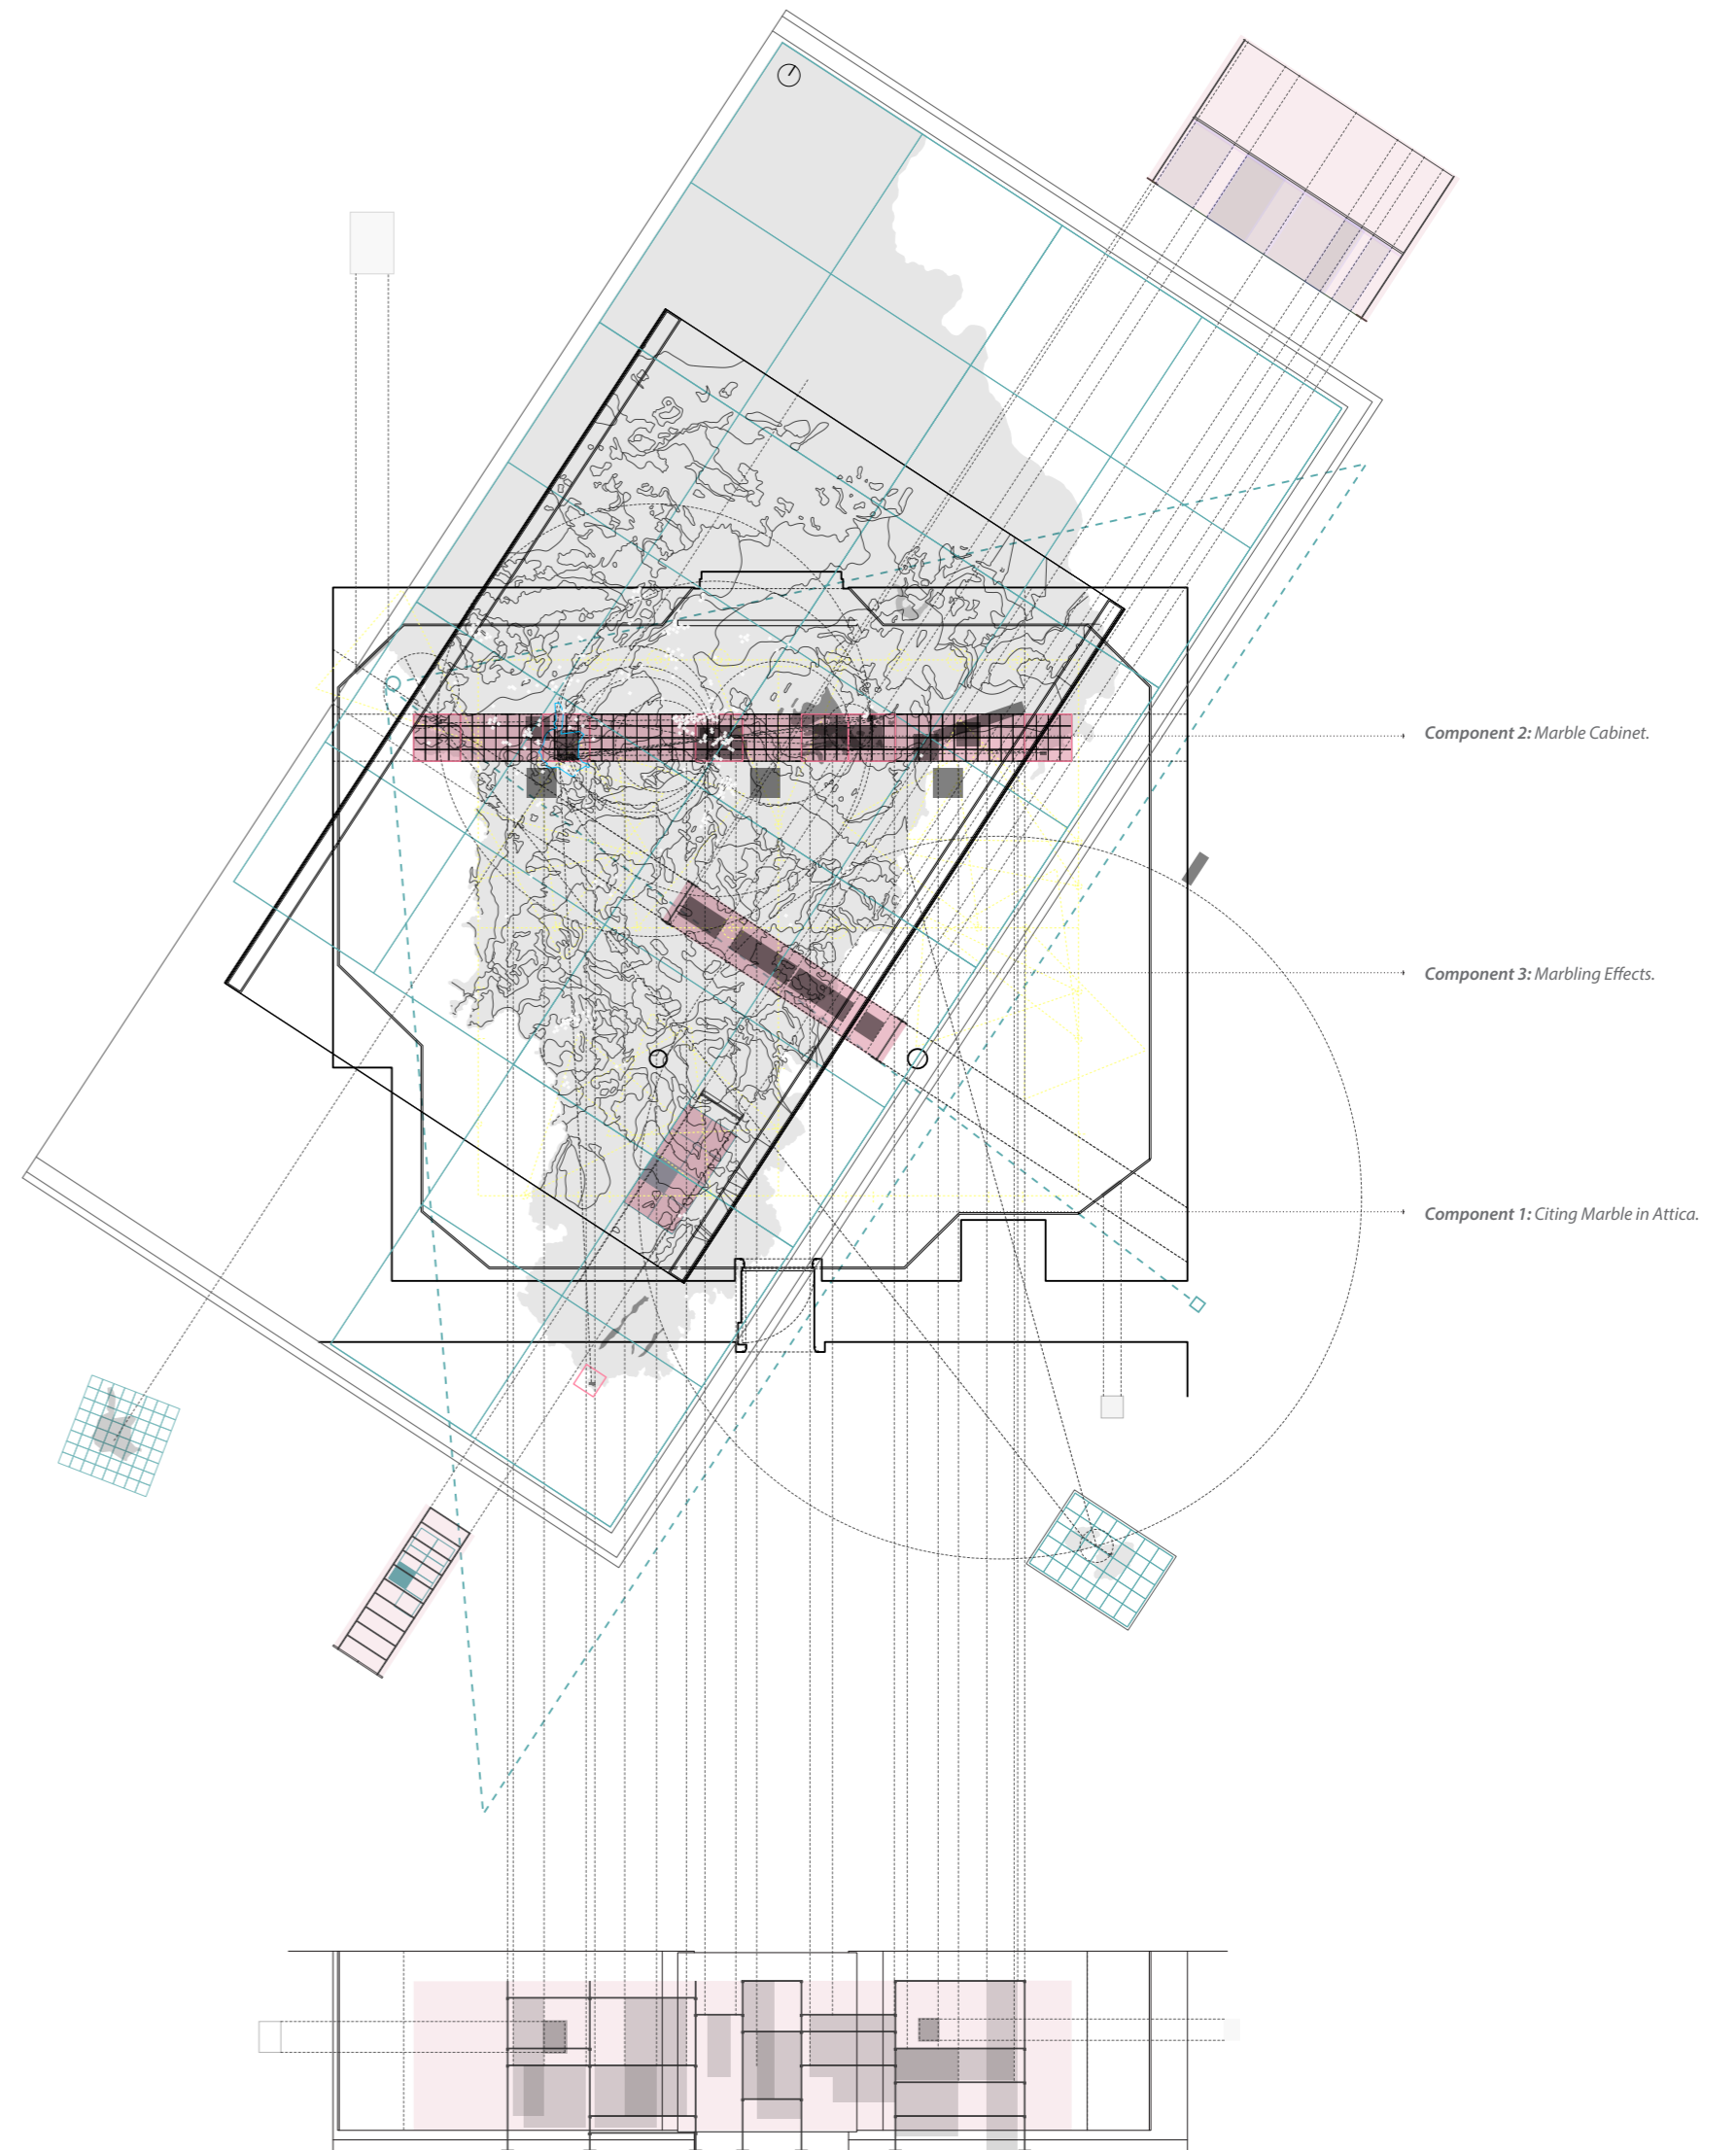 Component 2: Marble Cabinet.
Component 3: Marbling Effects.
Component 1: Citing Marble in Attica.